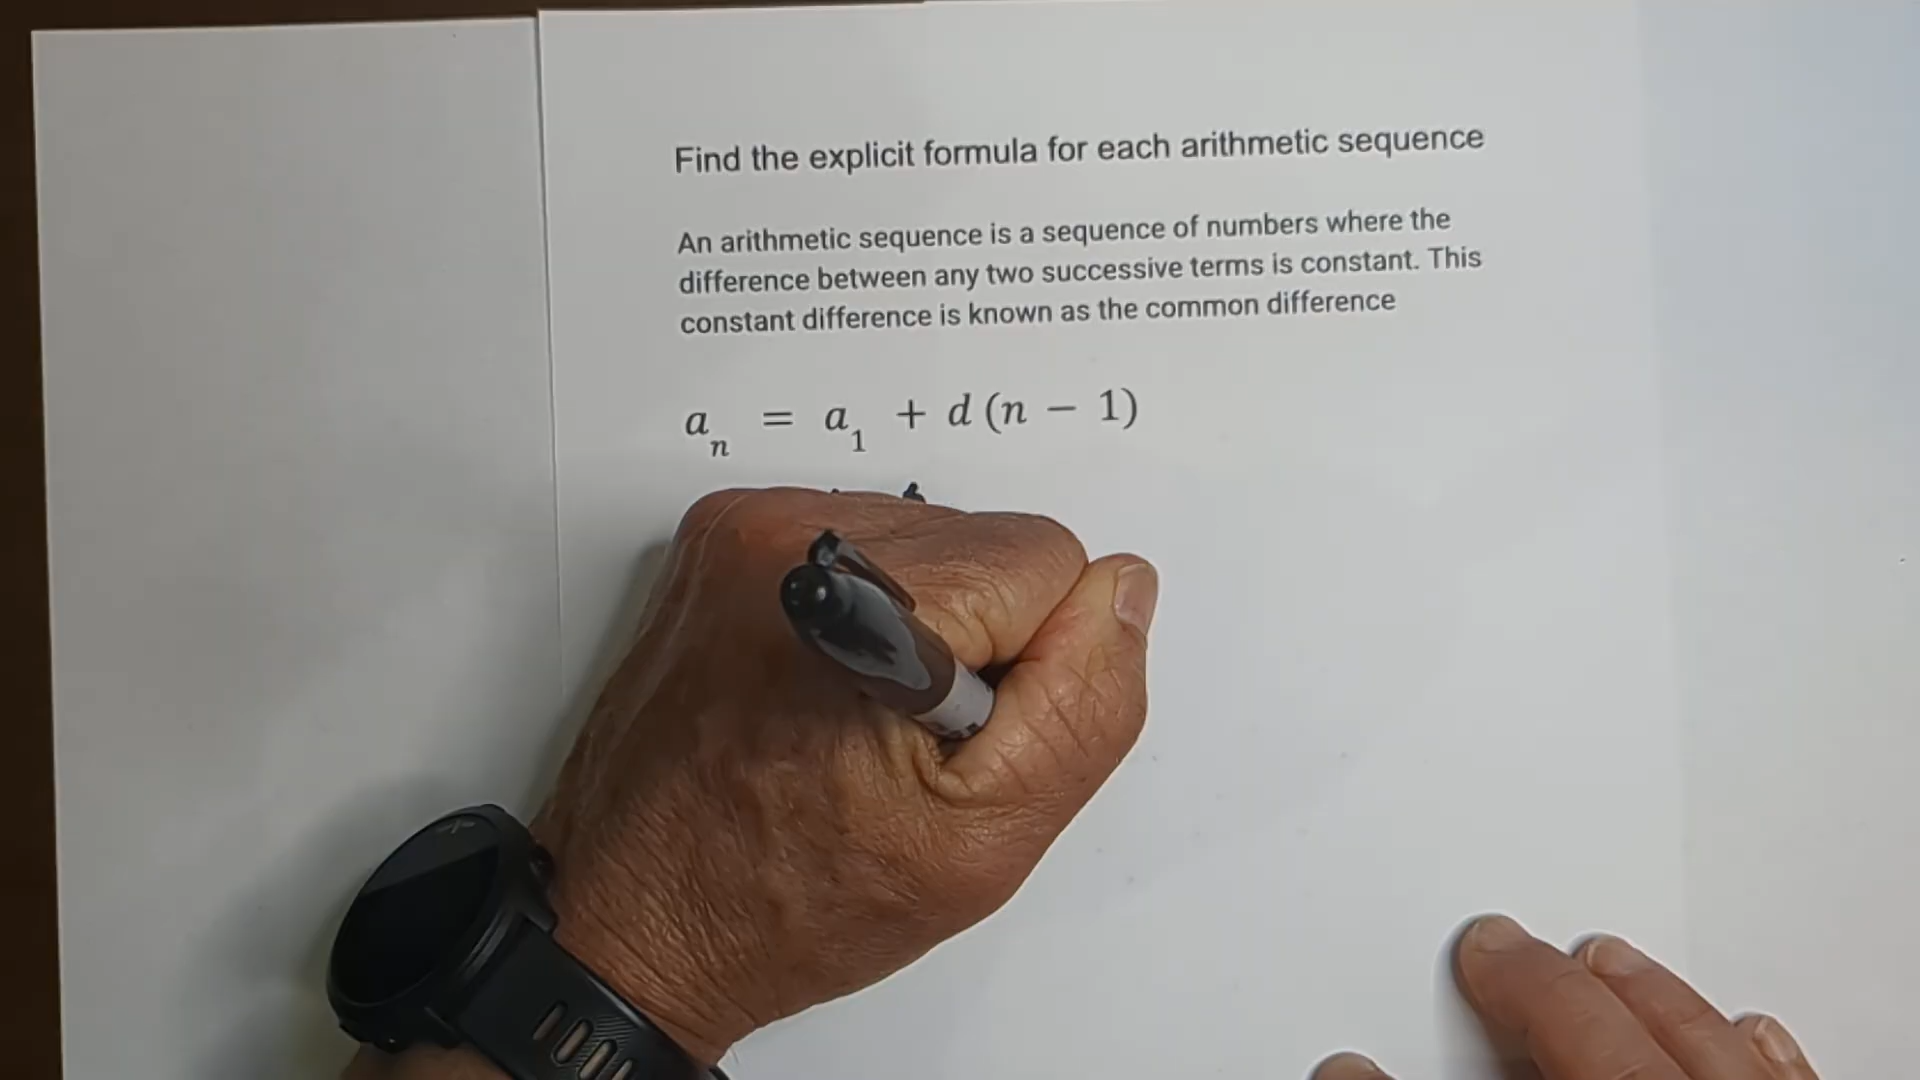 Find the explicit formula for each arithmetic sequence
An arithmetic sequence is a sequence of numbers where the
difference between any two successive terms is constant. This
constant difference is known as the common difference
a_n = a_1 + d (n − 1)